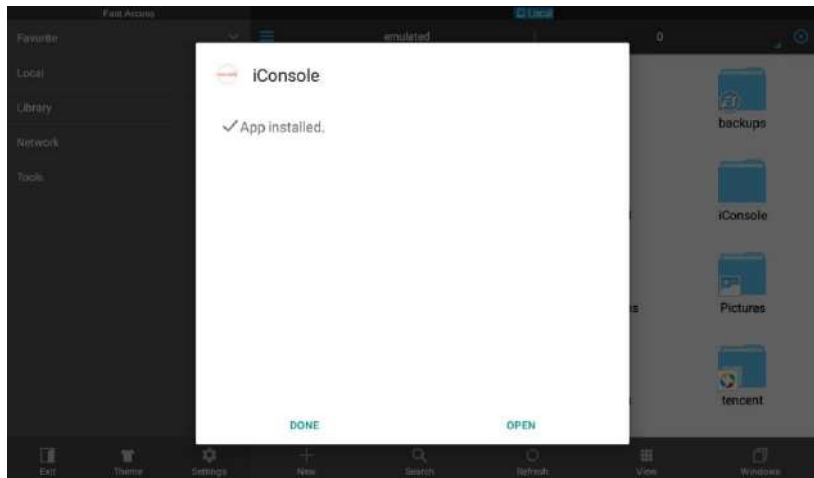 Fast Access
Local
Favorite
emulated
0
Local
Library
Network
Tools
iConsole
App installed.
DONE
OPEN
backups
iConsole
Pictures
tencent
Exit
Theme
Settings
New
Search
Refresh
View
Windows